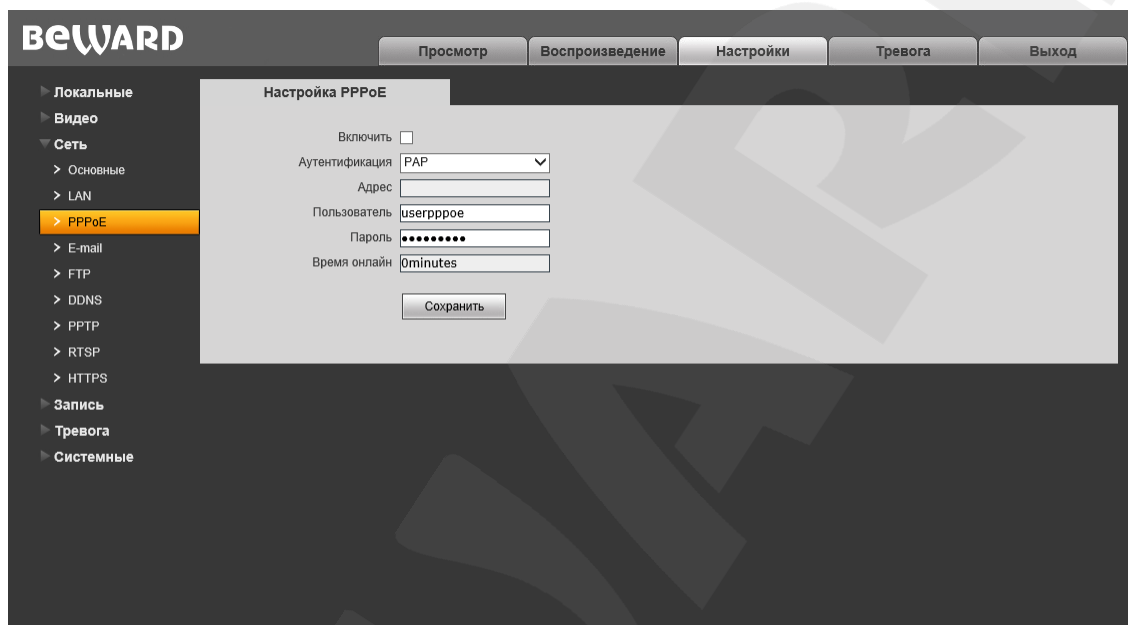 BEWARD
Просмотр
Воспроизведение
Настройки
Тревога
Выход
Локальные
Видео
Сеть
> Основные
> LAN
> PPPoE
> E-mail
> FTP
> DDNS
> PPTP
> RTSP
> HTTPS
Запись
Тревога
Системные
Настройка PPPoE
Включить
Аутентификация PAP
Адрес
Пользователь userpppoe
Пароль •••••••••
Время онлайн 0minutes
Сохранить